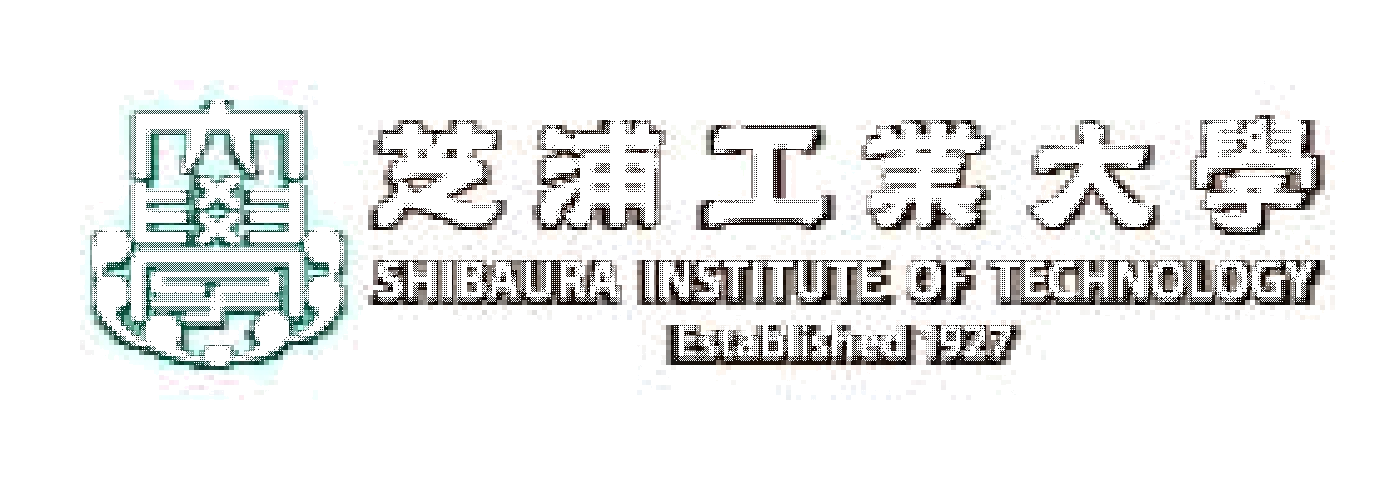 芝浦工業大學
SHIBAURA INSTITUTE OF TECHNOLOGY
Established 1927